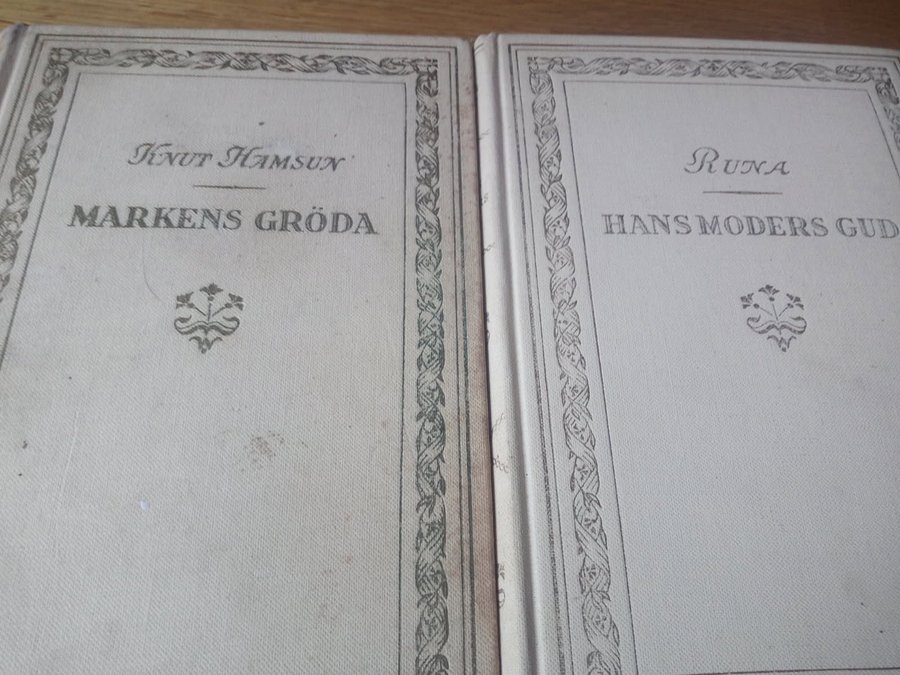 KNUT HAMSUN
MARKENS GRÖDA
RUNA
HANS MODERS GUD